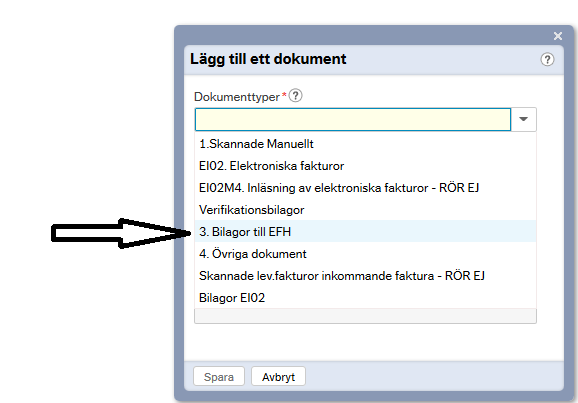 Lägg till ett dokument
Dokumenttyper *
1.Skannade Manuellt
EI02. Elektroniska fakturor
EI02M4. Inläsning av elektroniska fakturor - RÖR EJ
Verifikationsbilagor
3. Bilagor till EFH
4. Övriga dokument
Skannade lev.fakturor inkommande faktura - RÖR EJ
Bilagor EI02
Spara Avbryt